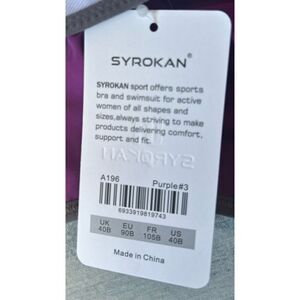 SYROKAN®
SYROKAN sport offers sports
bra and swimsuit for active
women of all shapes and
sizes,always striving to make
products delivering comfort,
support and fit.
SYROKAN
A196 Purple#3
6933919819743
UK EU FR US
40B 90B 105B 40B
Made in China